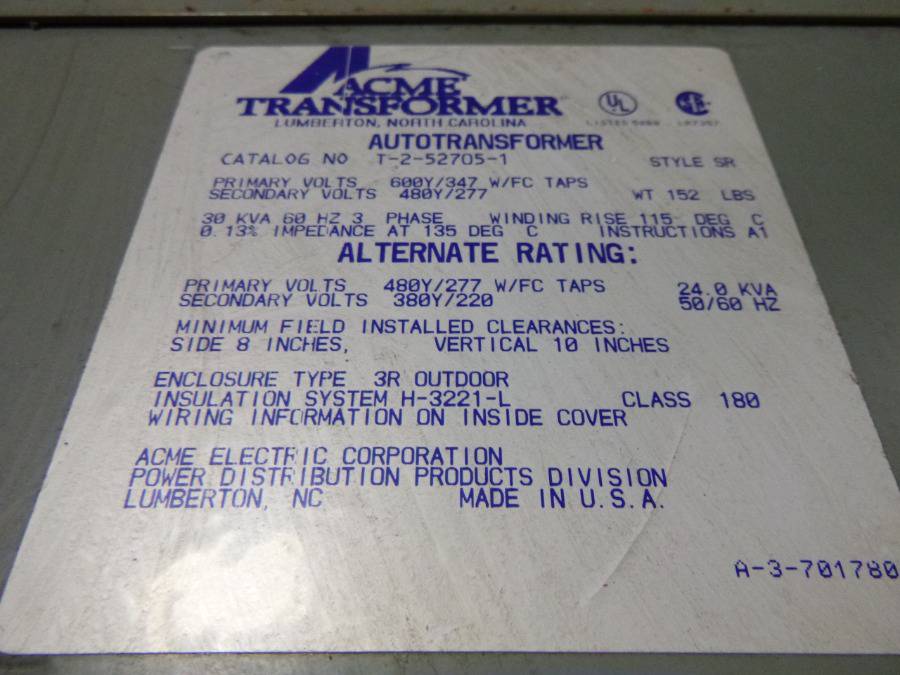 ACME
TRANSFORMER
LUMBERTON, NORTH CAROLINA
UL
LISTED
AUTOTRANSFORMER
CATALOG NO T-2-52705-1 STYLE SR
PRIMARY VOLTS 600Y/347 W/FC TAPS
SECONDARY VOLTS 480Y/277 WT 152 LBS
30 KVA 60 HZ 3 PHASE WINDING RISE 115 DEG C
0.13% IMPEDANCE AT 135 DEG C INSTRUCTIONS A1
ALTERNATE RATING:
PRIMARY VOLTS 480Y/277 W/FC TAPS 24.0 KVA
SECONDARY VOLTS 380Y/220 50/60 HZ
MINIMUM FIELD INSTALLED CLEARANCES:
SIDE 8 INCHES, VERTICAL 10 INCHES
ENCLOSURE TYPE 3R OUTDOOR
INSULATION SYSTEM H-3221-L CLASS 180
WIRING INFORMATION ON INSIDE COVER
ACME ELECTRIC CORPORATION
POWER DISTRIBUTION PRODUCTS DIVISION
LUMBERTON, NC MADE IN U.S.A.
A-3-701780